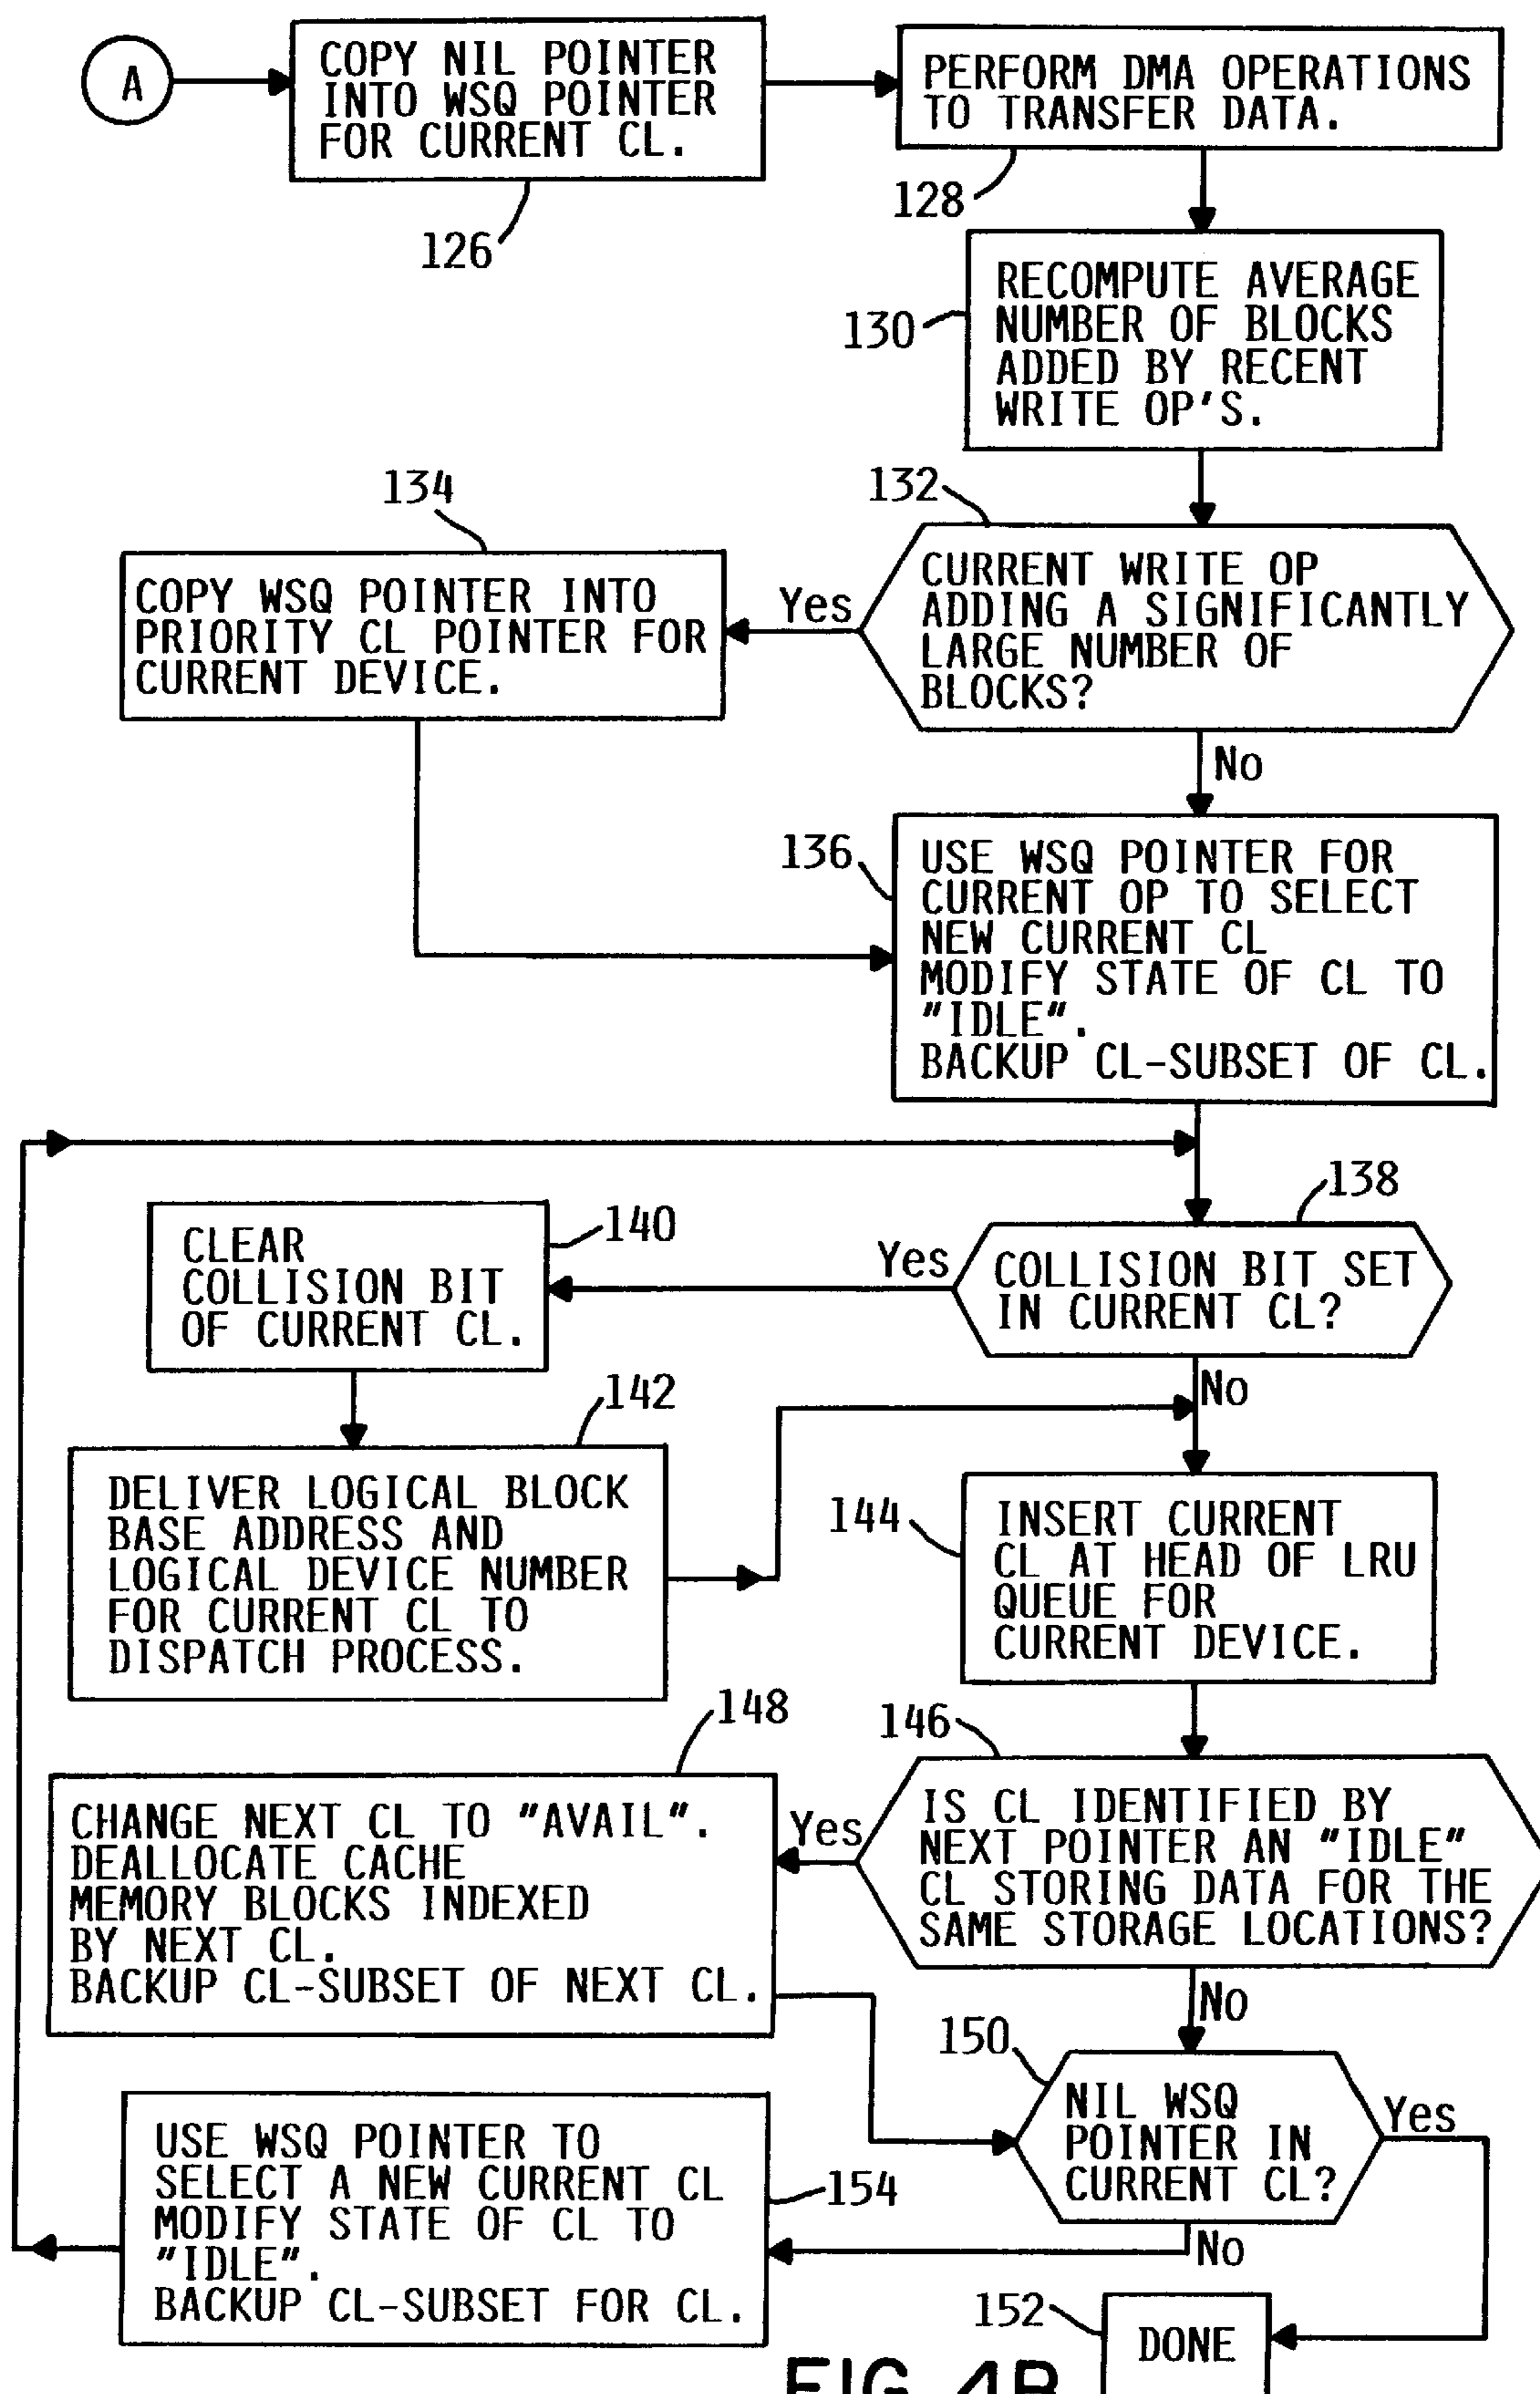 A
COPY NIL POINTER
INTO WSQ POINTER
FOR CURRENT CL.
126
PERFORM DMA OPERATIONS
TO TRANSFER DATA.
128
RECOMPUTE AVERAGE
NUMBER OF BLOCKS
ADDED BY RECENT
WRITE OP'S.
130
132
CURRENT WRITE OP
ADDING A SIGNIFICANTLY
LARGE NUMBER OF
BLOCKS?
Yes
No
134
COPY WSQ POINTER INTO
PRIORITY CL POINTER FOR
CURRENT DEVICE.
136
USE WSQ POINTER FOR
CURRENT OP TO SELECT
NEW CURRENT CL
MODIFY STATE OF CL TO
"IDLE".
BACKUP CL-SUBSET OF CL.
138
COLLISION BIT SET
IN CURRENT CL?
Yes
No
140
CLEAR
COLLISION BIT
OF CURRENT CL.
142
DELIVER LOGICAL BLOCK
BASE ADDRESS AND
LOGICAL DEVICE NUMBER
FOR CURRENT CL TO
DISPATCH PROCESS.
144
INSERT CURRENT
CL AT HEAD OF LRU
QUEUE FOR
CURRENT DEVICE.
146
IS CL IDENTIFIED BY
NEXT POINTER AN "IDLE"
CL STORING DATA FOR THE
SAME STORAGE LOCATIONS?
Yes
No
148
CHANGE NEXT CL TO "AVAIL".
DEALLOCATE CACHE
MEMORY BLOCKS INDEXED
BY NEXT CL.
BACKUP CL-SUBSET OF NEXT CL.
150
NIL WSQ
POINTER IN
CURRENT CL?
Yes
No
154
USE WSQ POINTER TO
SELECT A NEW CURRENT CL
MODIFY STATE OF CL TO
"IDLE".
BACKUP CL-SUBSET FOR CL.
152
DONE
FIG. 4B